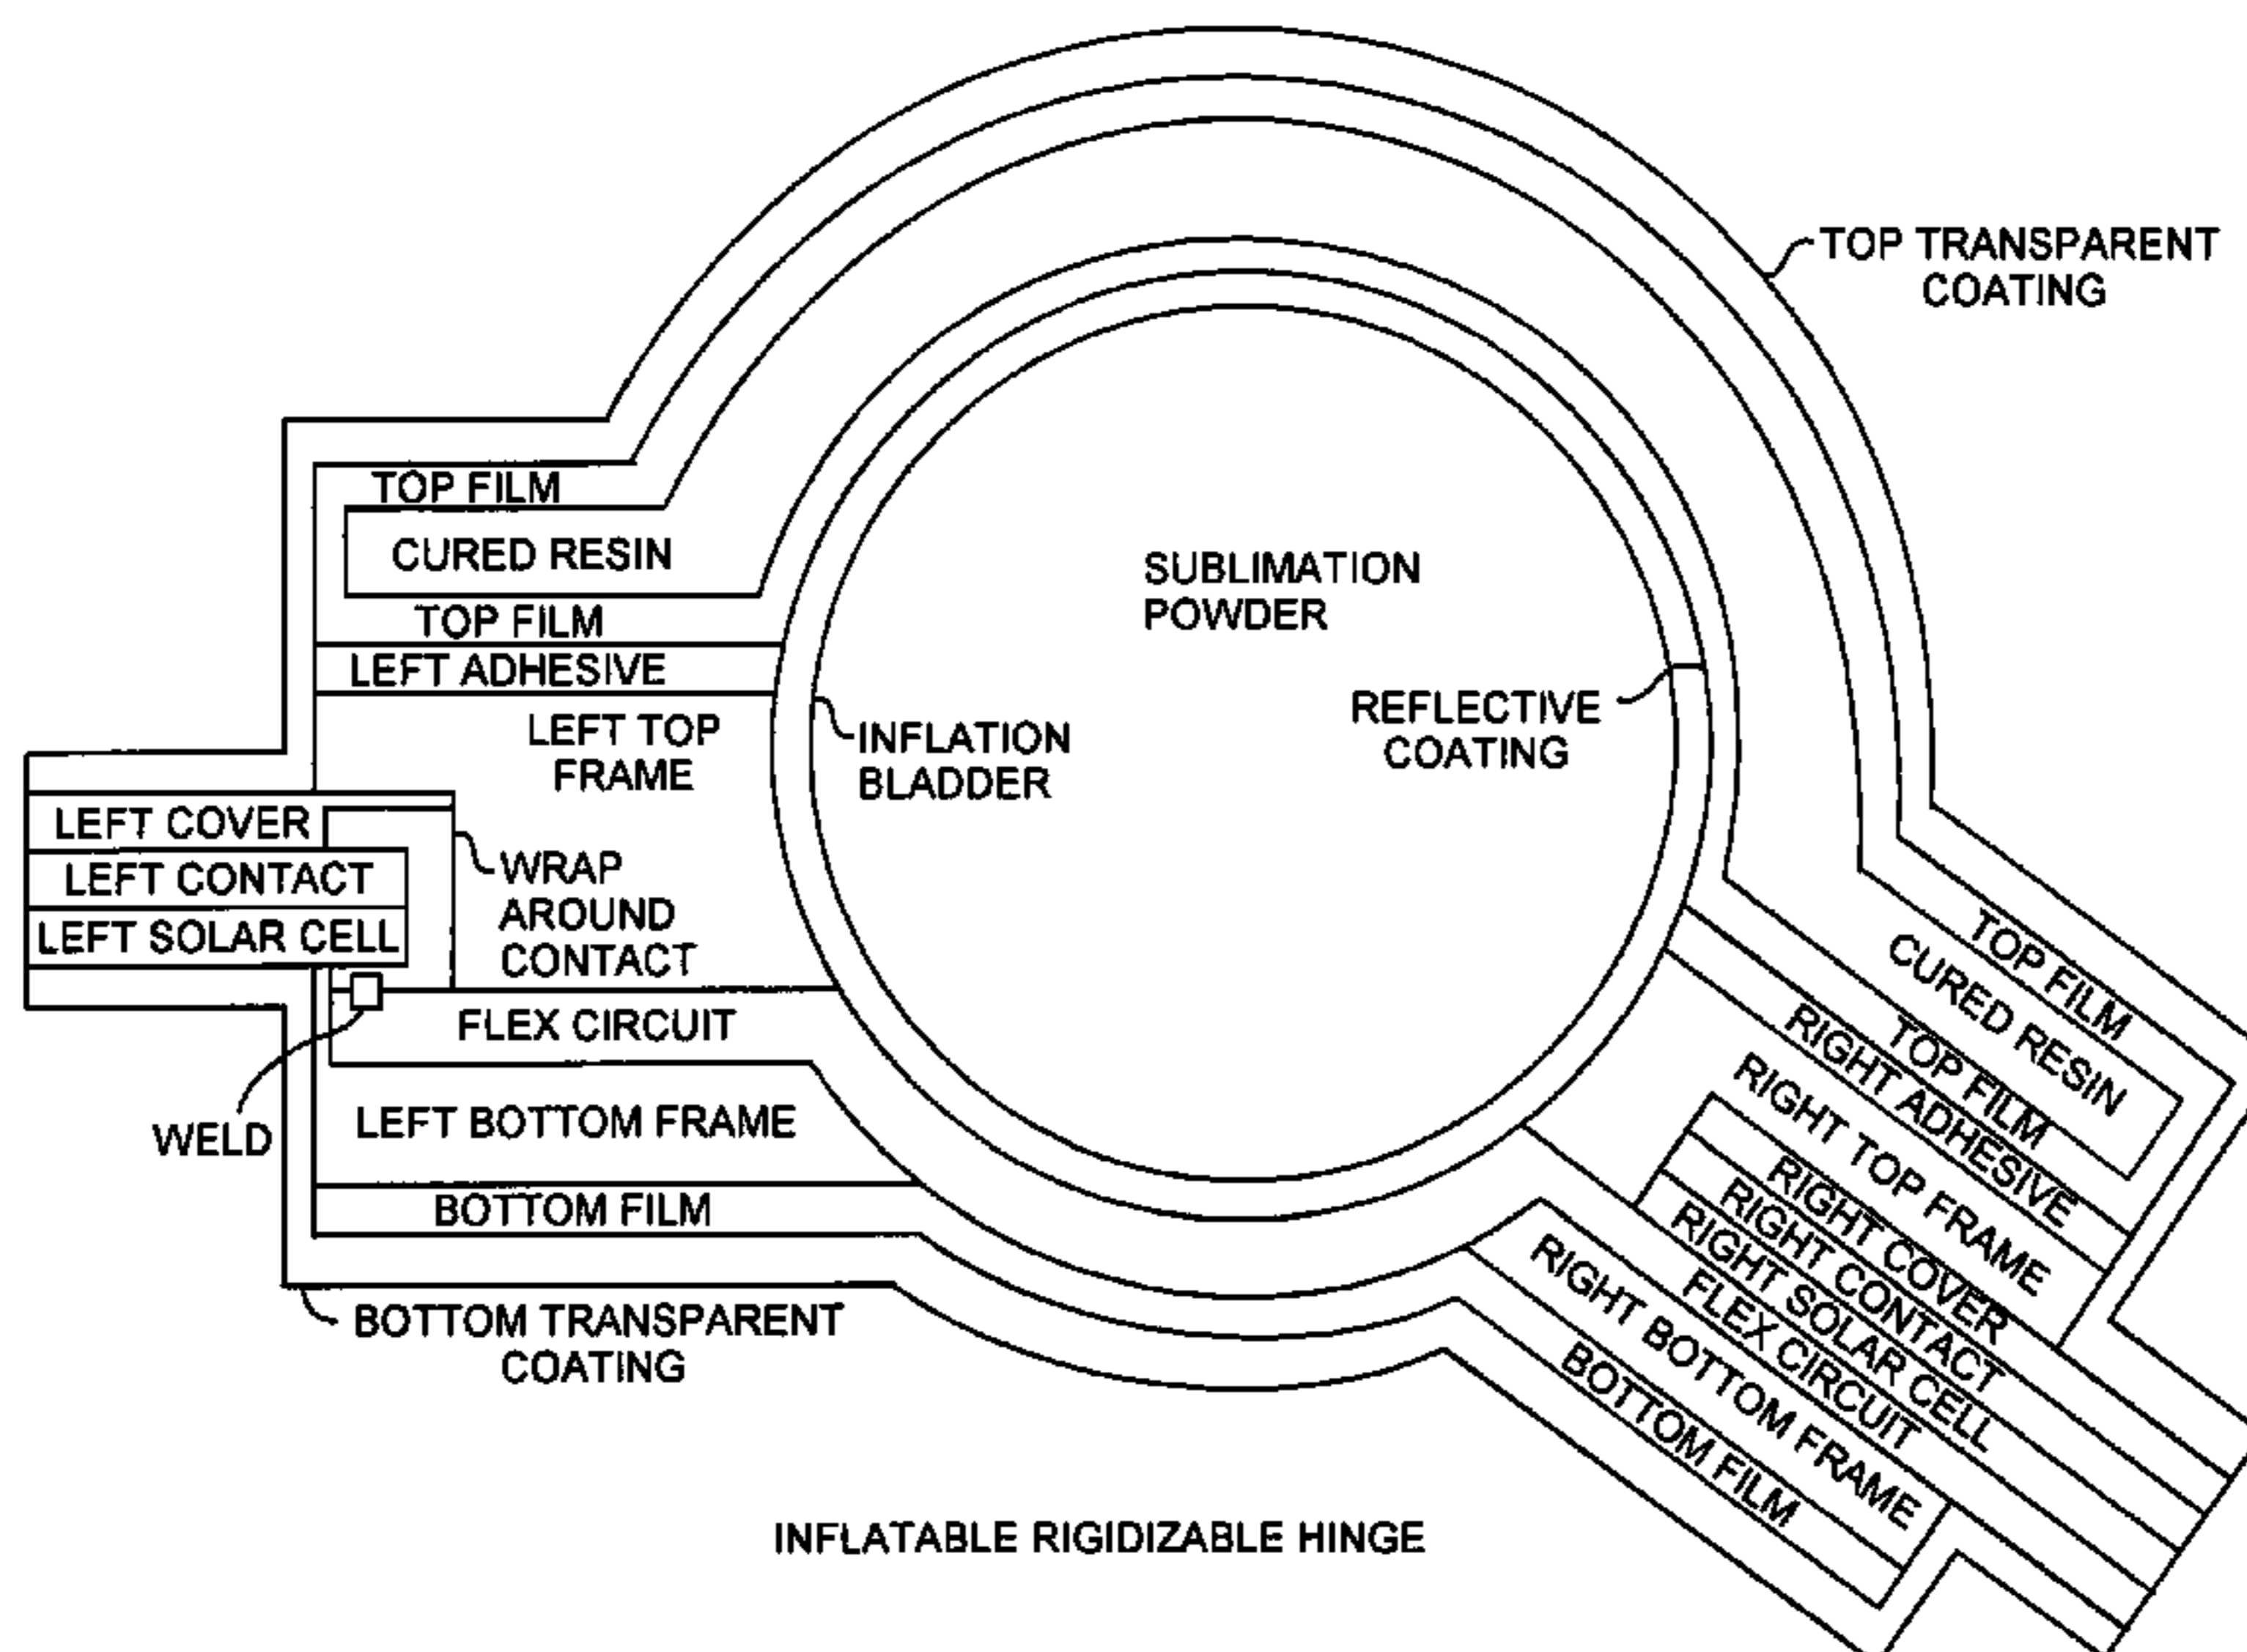 TOP TRANSPARENT
COATING
TOP FILM
CURED RESIN
TOP FILM
LEFT ADHESIVE
LEFT TOP
FRAME
SUBLIMATION
POWDER
INFLATION
BLADDER
REFLECTIVE
COATING
LEFT COVER
LEFT CONTACT
LEFT SOLAR CELL
WRAP
AROUND
CONTACT
FLEX CIRCUIT
WELD
LEFT BOTTOM FRAME
BOTTOM FILM
BOTTOM TRANSPARENT
COATING
TOP FILM
CURED RESIN
TOP FILM
RIGHT ADHESIVE
RIGHT TOP FRAME
RIGHT COVER
RIGHT CONTACT
RIGHT SOLAR CELL
FLEX CIRCUIT
RIGHT BOTTOM FRAME
BOTTOM FILM
INFLATABLE RIGIDIZABLE HINGE